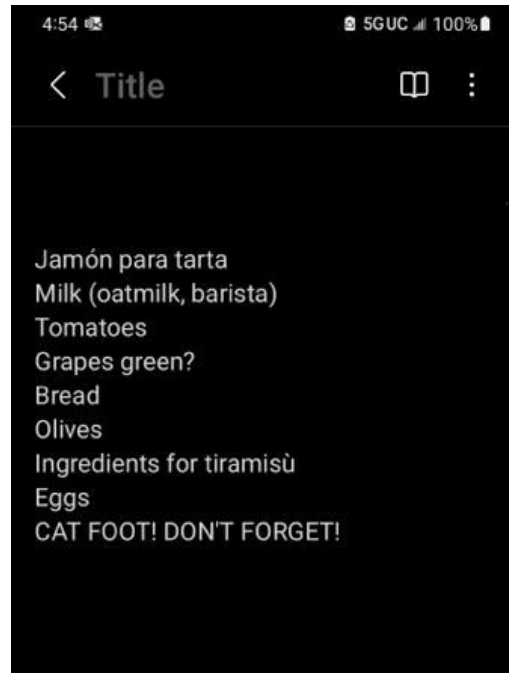 4:54 5GUC 100%
Title
Jamón para tarta
Milk (oatmilk, barista)
Tomatoes
Grapes green?
Bread
Olives
Ingredients for tiramisù
Eggs
CAT FOOT! DON'T FORGET!